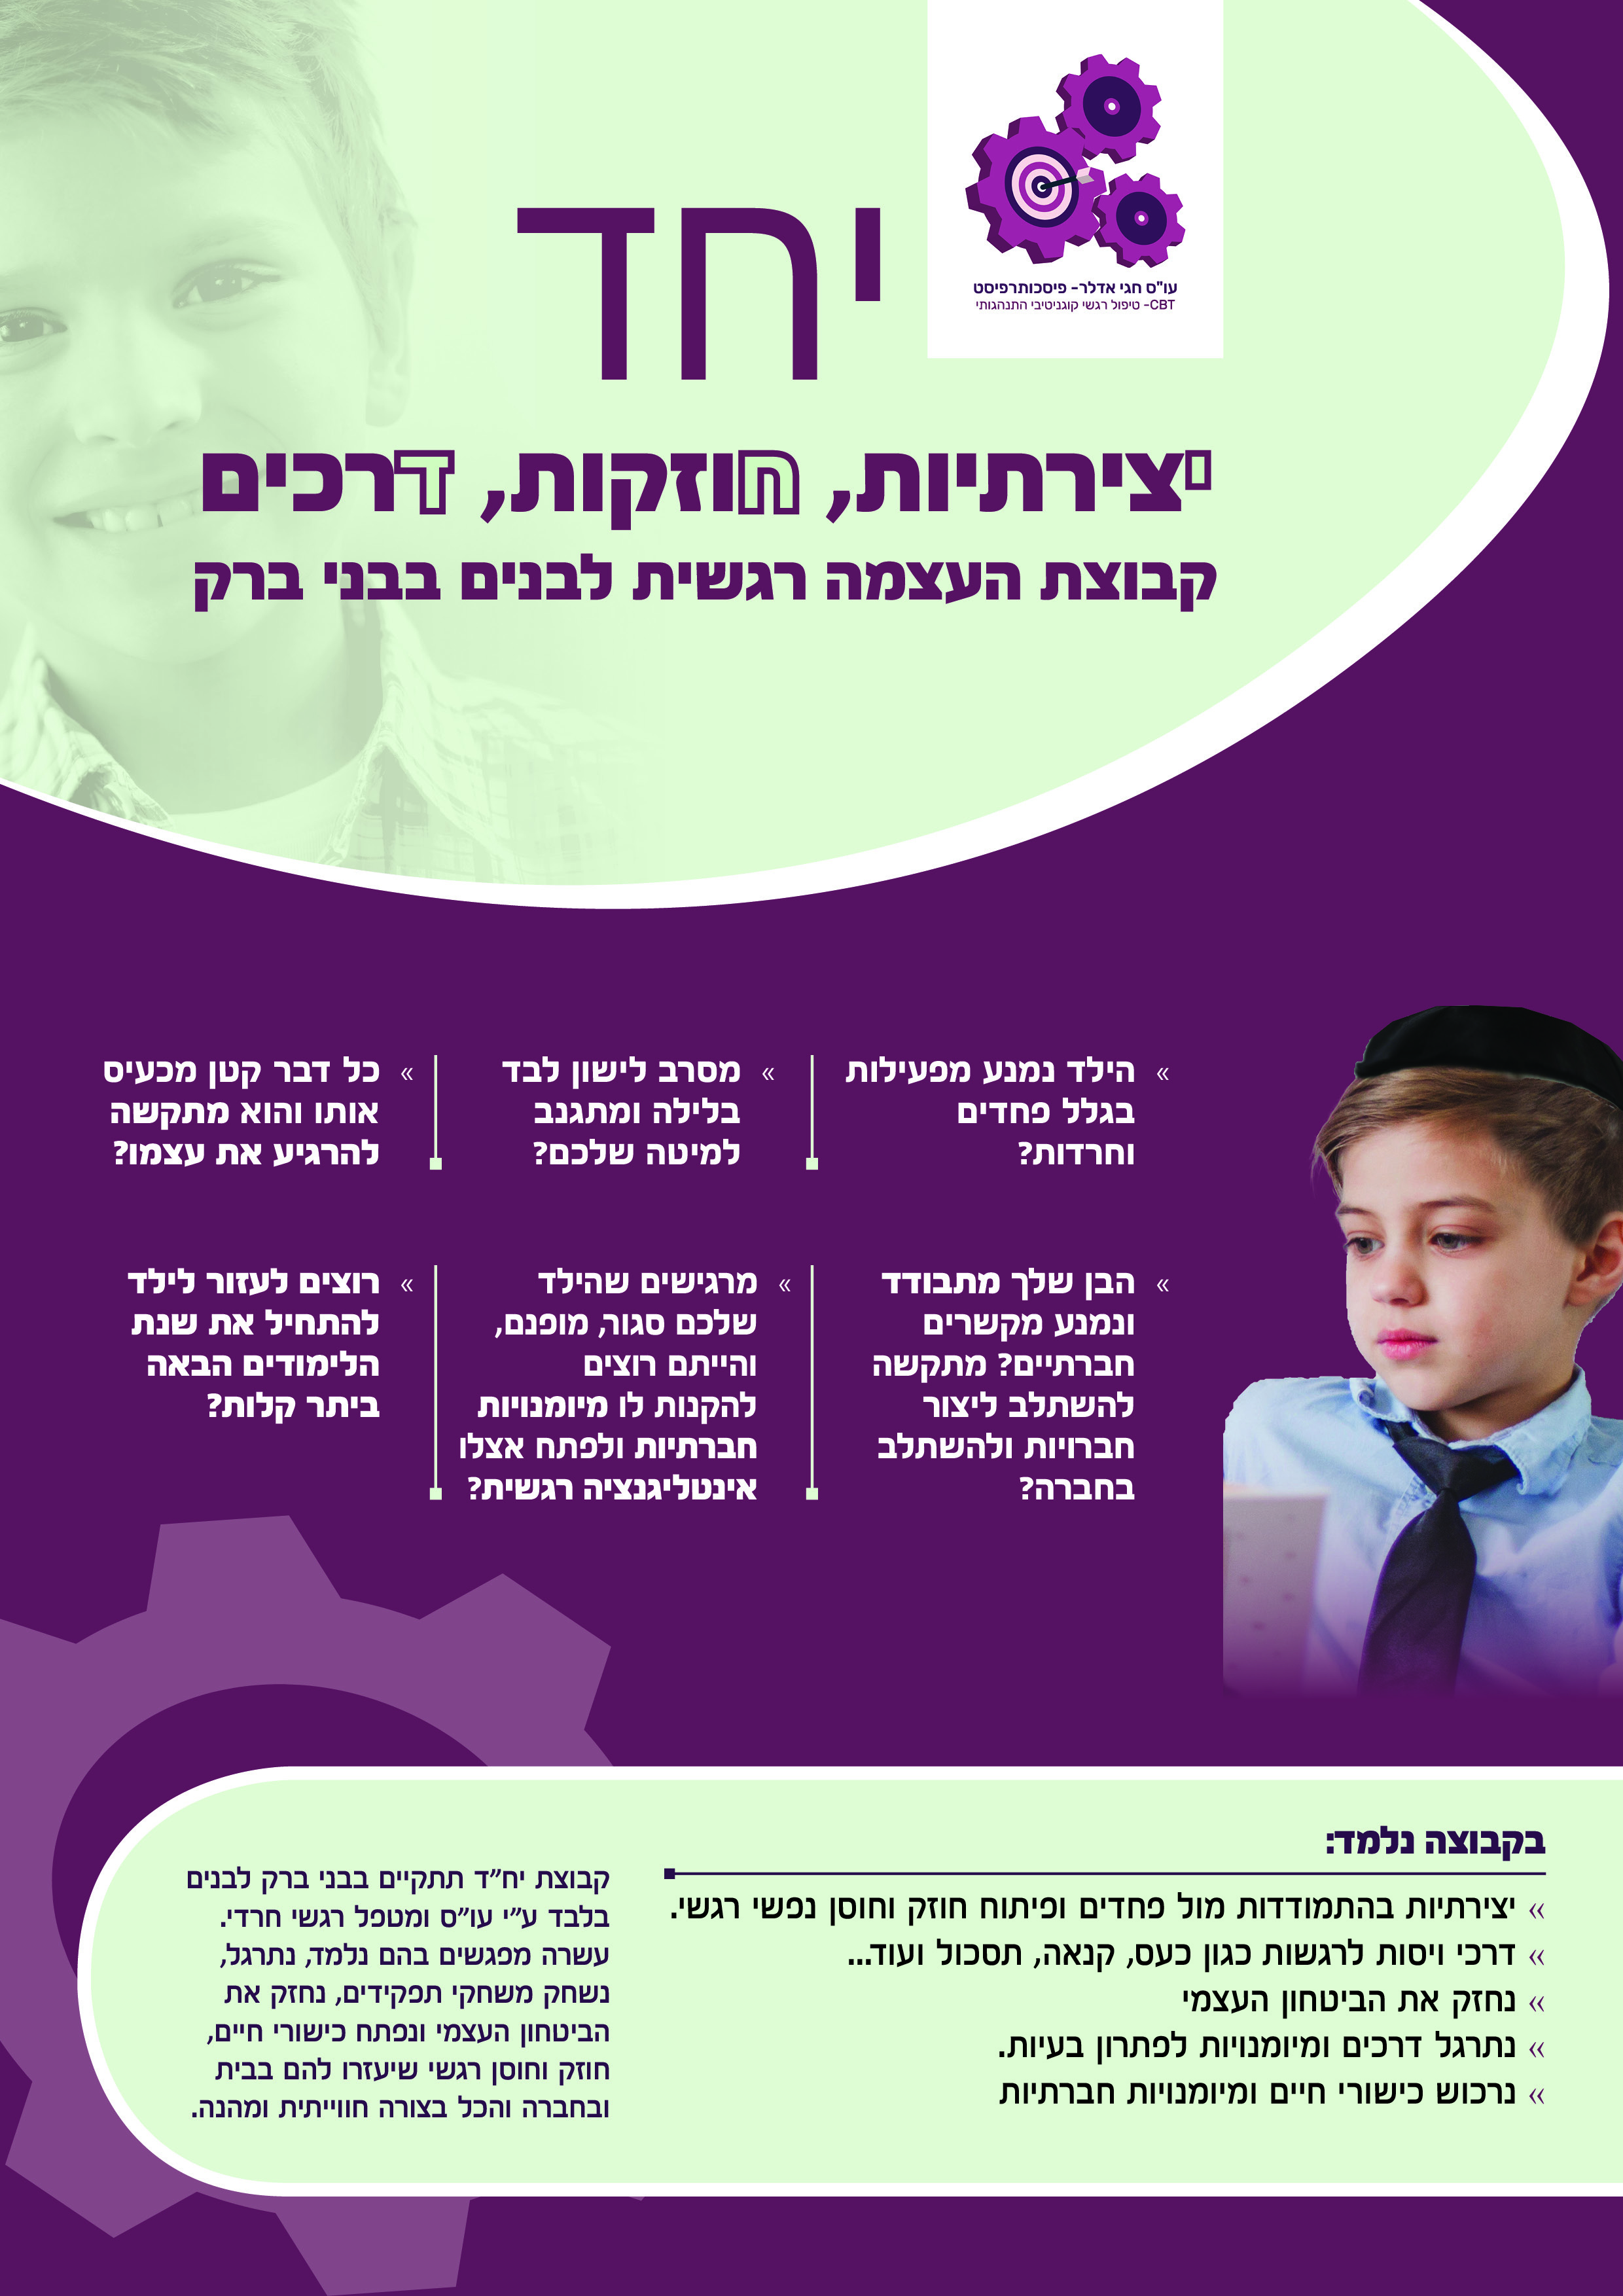 עו"ס חגי אדלר- פיסכותרפיסט
CBT- טיפול רגשי קוגניטיבי התנהגותי
יחד
יצירתיות, חוזקות, דרכים
קבוצת העצמה רגשית לבנים בבני ברק
« הילד נמנע מפעילות
בגלל פחדים
וחרדות?
« מסרב לישון לבד
בלילה ומתגנב
למיטה שלכם?
« כל דבר קטן מכעיס
אותו והוא מתקשה
להרגיע את עצמו?
« הבן שלך מתבודד
ונמנע מקשרים
חברתיים? מתקשה
להשתלב ליצור
חברויות ולהשתלב
בחברה?
« מרגישים שהילד
שלכם סגור, מופנם,
והייתם רוצים
להקנות לו מיומנויות
חברתיות ולפתח אצלו
אינטליגנציה רגשית?
« רוצים לעזור לילד
להתחיל את שנת
הלימודים הבאה
ביתר קלות?
בקבוצה נלמד:
« יצירתיות בהתמודדות מול פחדים ופיתוח חוזק וחוסן נפשי רגשי.
« דרכי ויסות לרגשות כגון כעס, קנאה, תסכול ועוד...
« נחזק את הביטחון העצמי
« נתרגל דרכים ומיומנויות לפתרון בעיות.
« נרכוש כישורי חיים ומיומנויות חברתיות
קבוצת יח״ד תתקיים בבני ברק לבנים
בלבד ע״י עו״ס ומטפל רגשי חרדי.
עשרה מפגשים בהם נלמד, נתרגל,
נשחק משחקי תפקידים, נחזק את
הביטחון העצמי ונפתח כישורי חיים,
חוזק וחוסן רגשי שיעזרו להם בבית
ובחברה והכל בצורה חווייתית ומהנה.